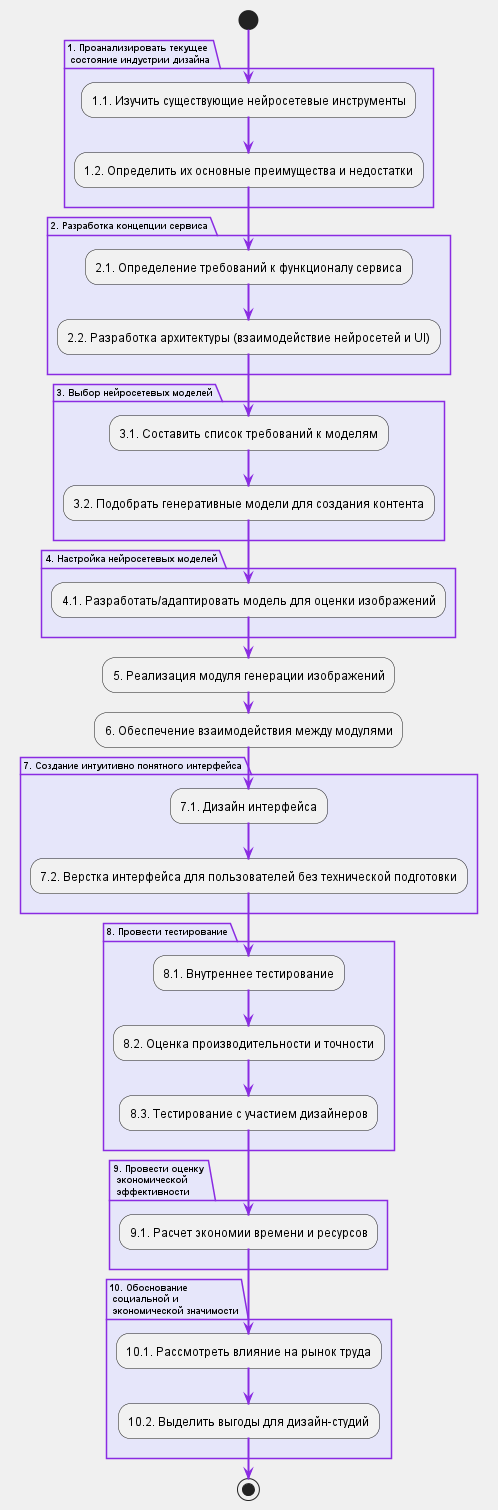 1. Проанализировать текущее
состояние индустрии дизайна
1.1. Изучить существующие нейросетевые инструменты
1.2. Определить их основные преимущества и недостатки
2. Разработка концепции сервиса
2.1. Определение требований к функционалу сервиса
2.2. Разработка архитектуры (взаимодействие нейросетей и UI)
3. Выбор нейросетевых моделей
3.1. Составить список требований к моделям
3.2. Подобрать генеративные модели для создания контента
4. Настройка нейросетевых моделей
4.1. Разработать/адаптировать модель для оценки изображений
5. Реализация модуля генерации изображений
6. Обеспечение взаимодействия между модулями
7. Создание интуитивно понятного интерфейса
7.1. Дизайн интерфейса
7.2. Верстка интерфейса для пользователей без технической подготовки
8. Провести тестирование
8.1. Внутреннее тестирование
8.2. Оценка производительности и точности
8.3. Тестирование с участием дизайнеров
9. Провести оценку
экономической
эффективности
9.1. Расчет экономии времени и ресурсов
10. Обоснование
социальной и
экономической значимости
10.1. Рассмотреть влияние на рынок труда
10.2. Выделить выгоды для дизайн-студий